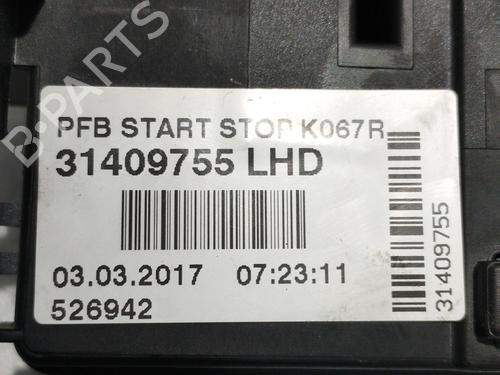 B-PARTS
PFB START STOP K067R
31409755 LHD
03.03.2017 07:23:11
526942
31409755